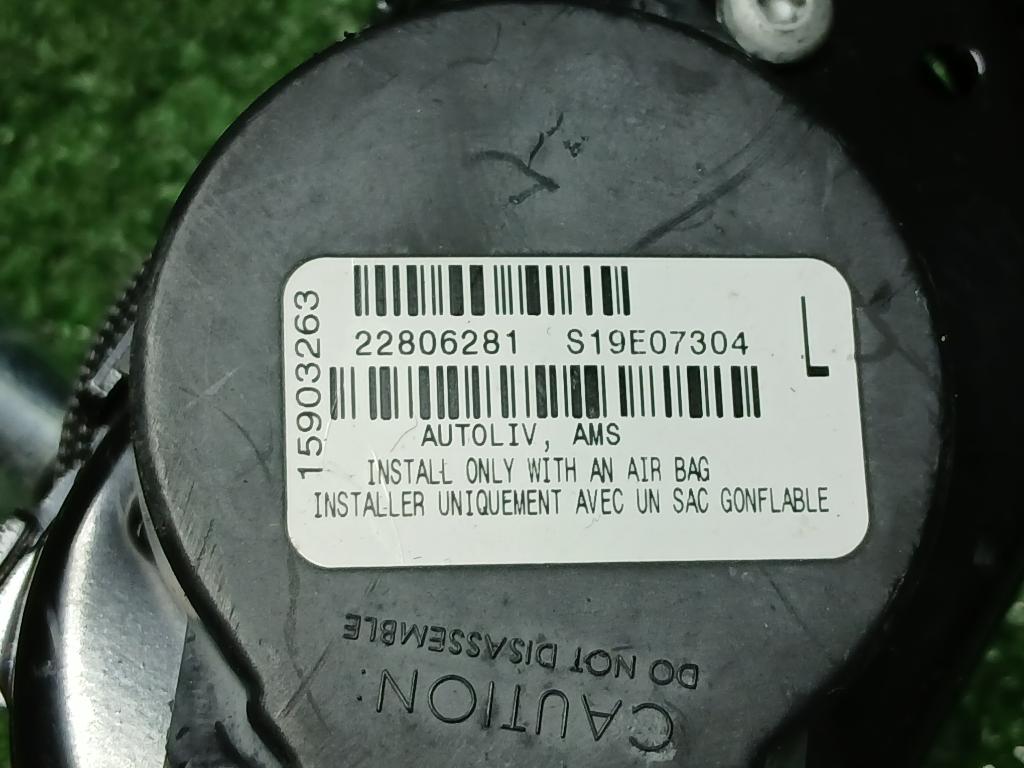 15903263
22806281 S19E07304
L
AUTOLIV, AMS
INSTALL ONLY WITH AN AIR BAG
INSTALLER UNIQUEMENT AVEC UN SAC GONFLABLE
CAUTION:
DO NOT DISASSEMBLE